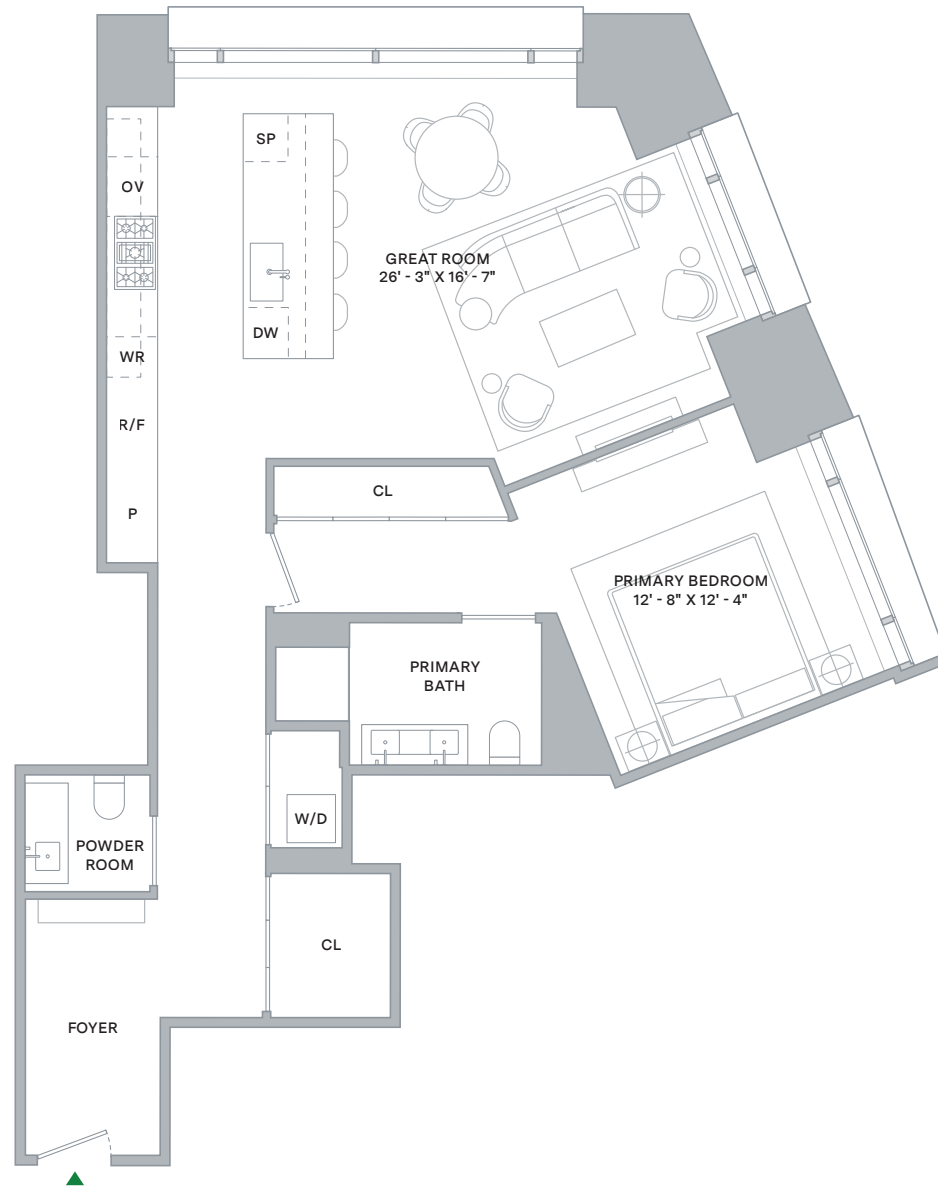 SP
OV
GREAT ROOM
26' - 3" X 16' - 7"
DW
WR
R/F
CL
P
PRIMARY BEDROOM
12' - 8" X 12' - 4"
PRIMARY
BATH
W/D
POWDER
ROOM
CL
FOYER